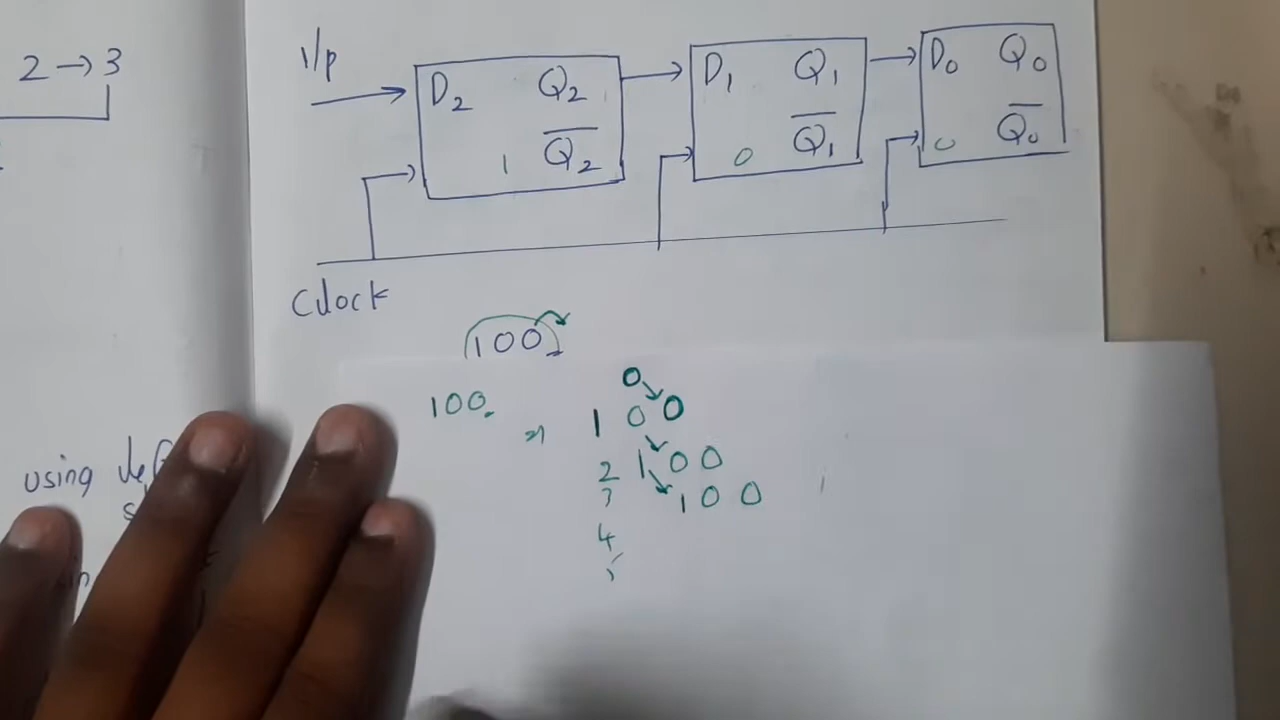 2 → 3
i/p
D₂ Q₂
Q̅₂
1
D₁ Q₁
Q̅₁
0
D₀ Q₀
Q̅₀
0
Clock
100
100.
0
1 0 0
2 1 0 0
3 1 0 0
4
5
using